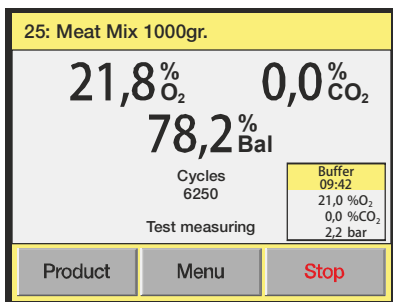 25: Meat Mix 1000gr.
21,8 % O₂ 0,0 % CO₂
78,2 % Bal
Cycles
6250
Test measuring
Buffer
09:42
21,0 %O₂
0,0 %CO₂
2,2 bar
Product Menu Stop